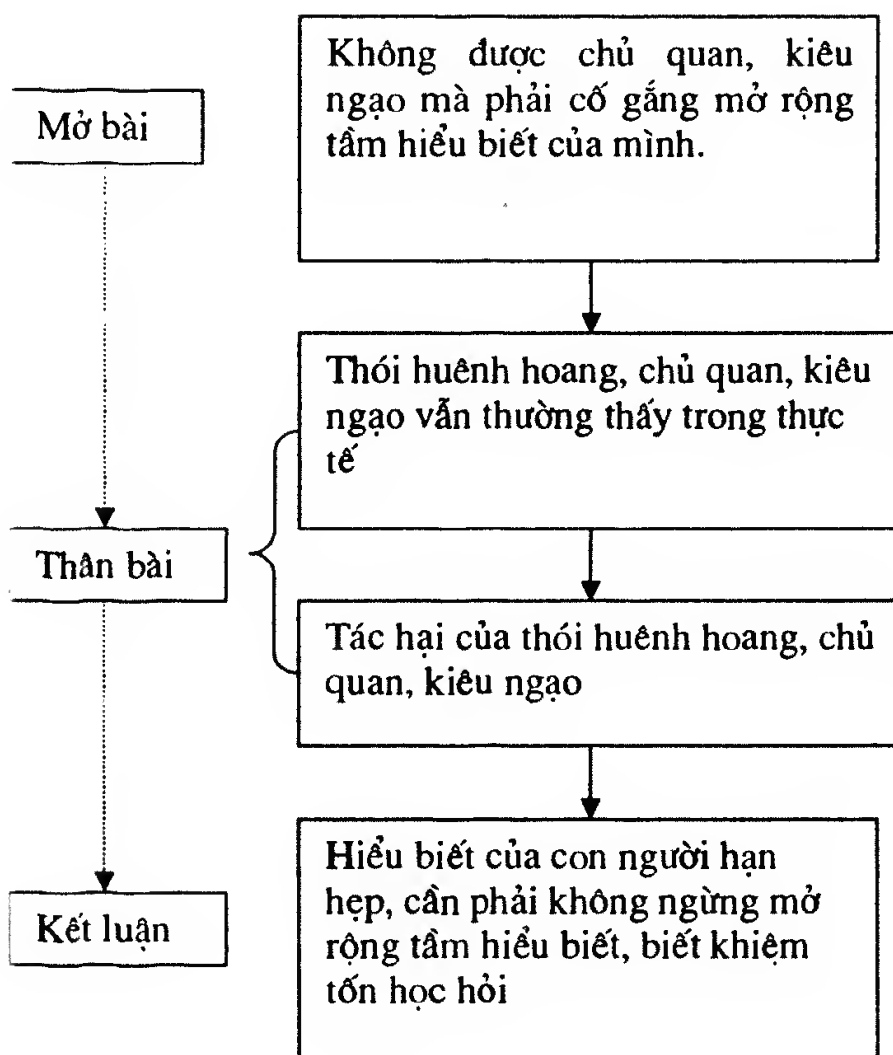 Không được chủ quan, kiêu
ngạo mà phải cố gắng mở rộng
tầm hiểu biết của mình.
Mở bài
Thói huênh hoang, chủ quan, kiêu
ngạo vẫn thường thấy trong thực
tế
Thân bài
Tác hại của thói huênh hoang, chủ
quan, kiêu ngạo
Hiểu biết của con người hạn
hẹp, cần phải không ngừng mở
rộng tầm hiểu biết, biết khiệm
tốn học hỏi
Kết luận